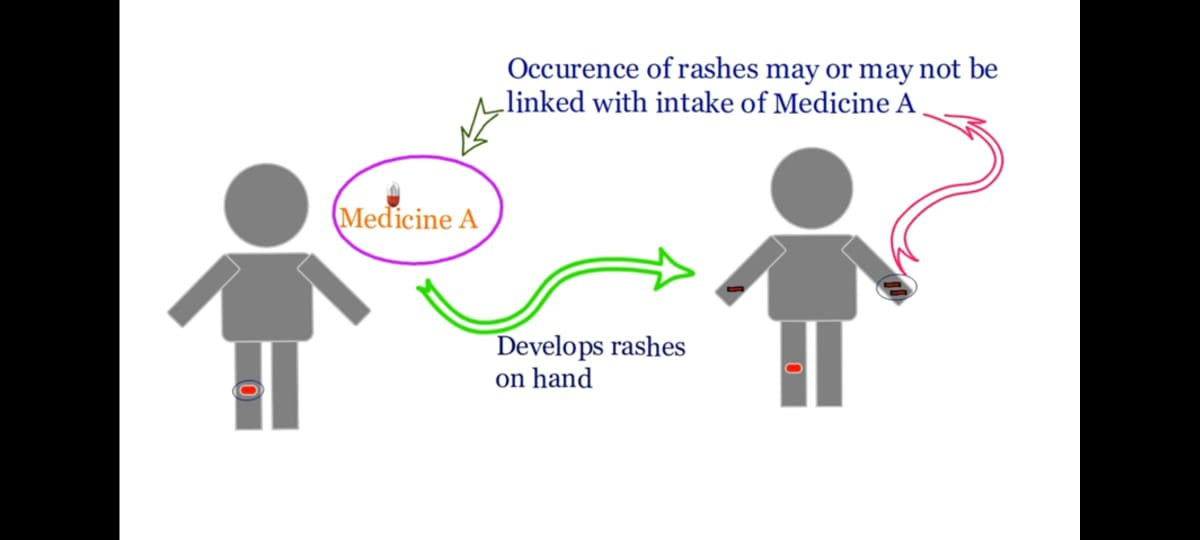 Occurence of rashes may or may not be
linked with intake of Medicine A
Medicine A
Develops rashes
on hand